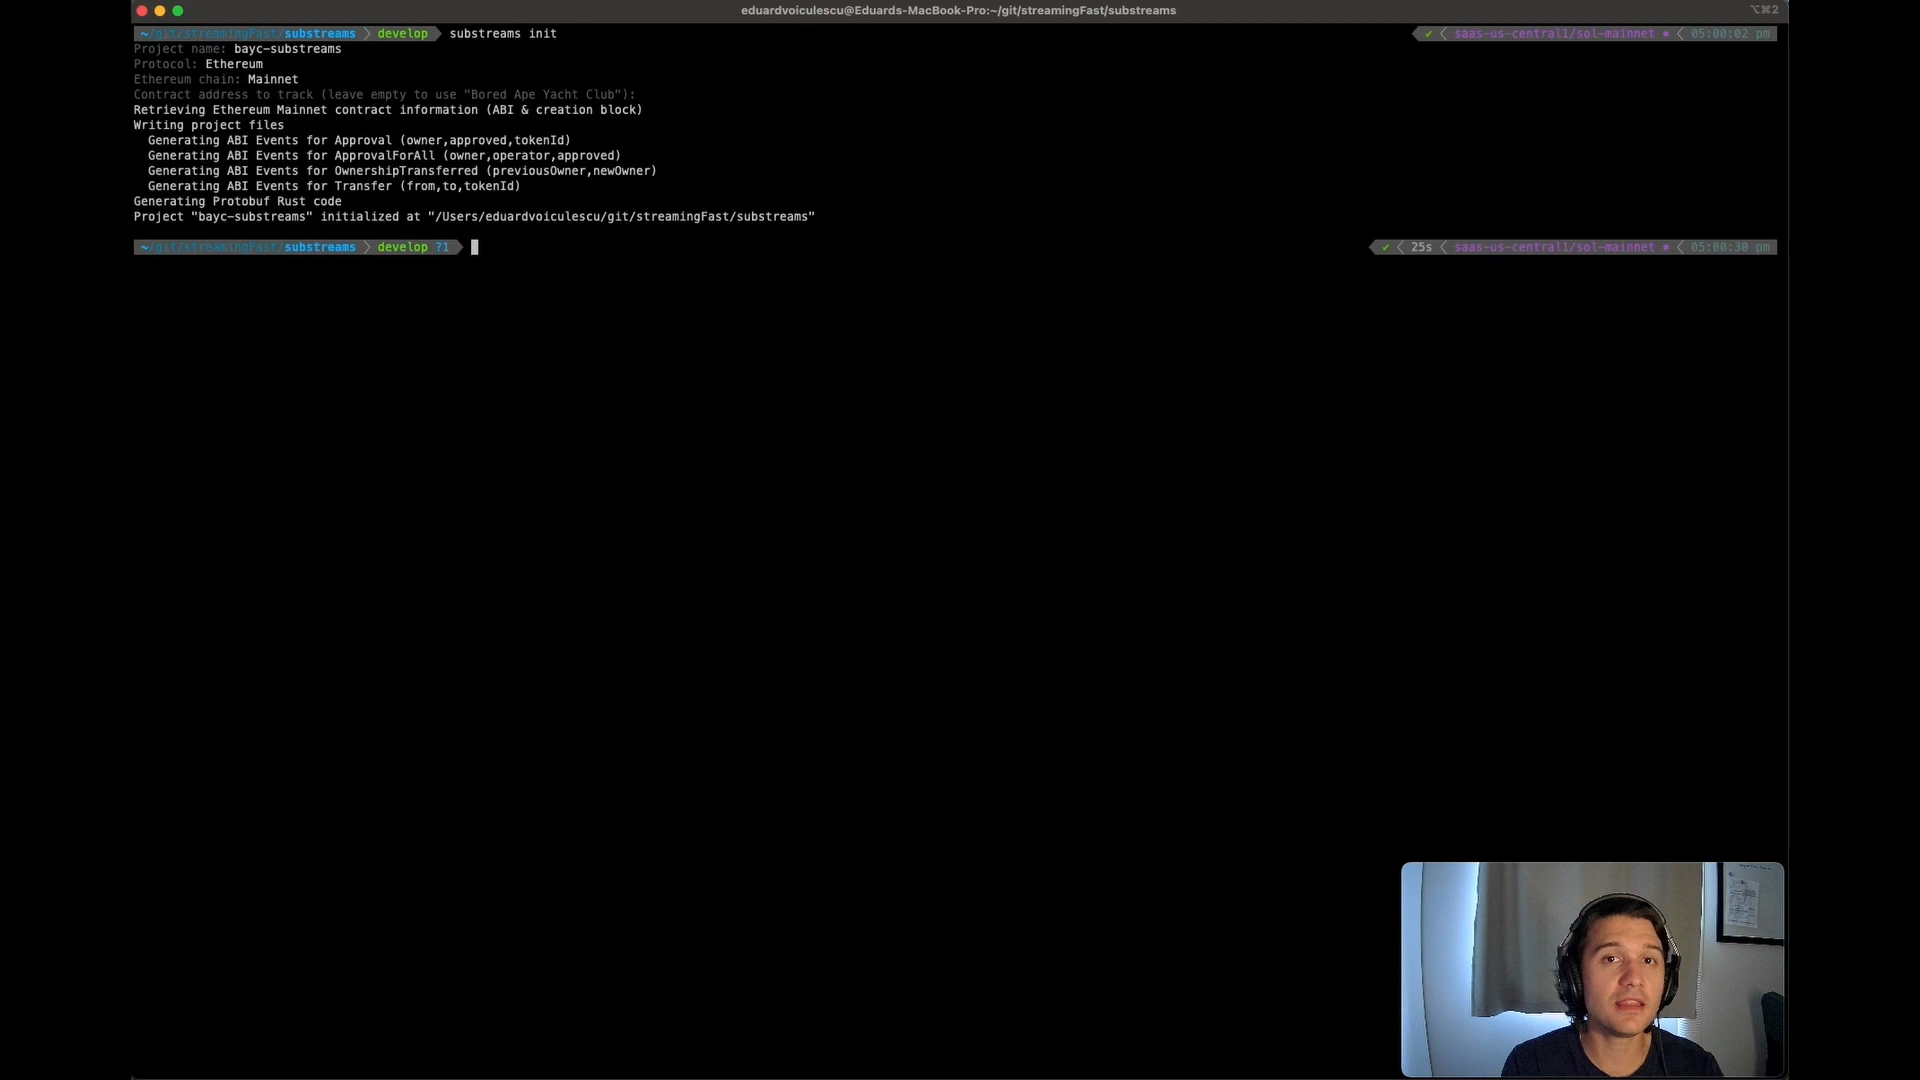 eduardvoiculescu@Eduards-MacBook-Pro:~/git/streamingFast/substreams ⌥⌘2
~/git/streamingFast/substreams develop substreams init ✔ saas-us-central1/sol-mainnet 05:00:02 pm
Project name: bayc-substreams
Protocol: Ethereum
Ethereum chain: Mainnet
Contract address to track (leave empty to use "Bored Ape Yacht Club"):
Retrieving Ethereum Mainnet contract information (ABI & creation block)
Writing project files
Generating ABI Events for Approval (owner,approved,tokenId)
Generating ABI Events for ApprovalForAll (owner,operator,approved)
Generating ABI Events for OwnershipTransferred (previousOwner,newOwner)
Generating ABI Events for Transfer (from,to,tokenId)
Generating Protobuf Rust code
Project "bayc-substreams" initialized at "/Users/eduardvoiculescu/git/streamingFast/substreams"
~/git/streamingFast/substreams develop ?1 ✔ 25s saas-us-central1/sol-mainnet 05:00:30 pm